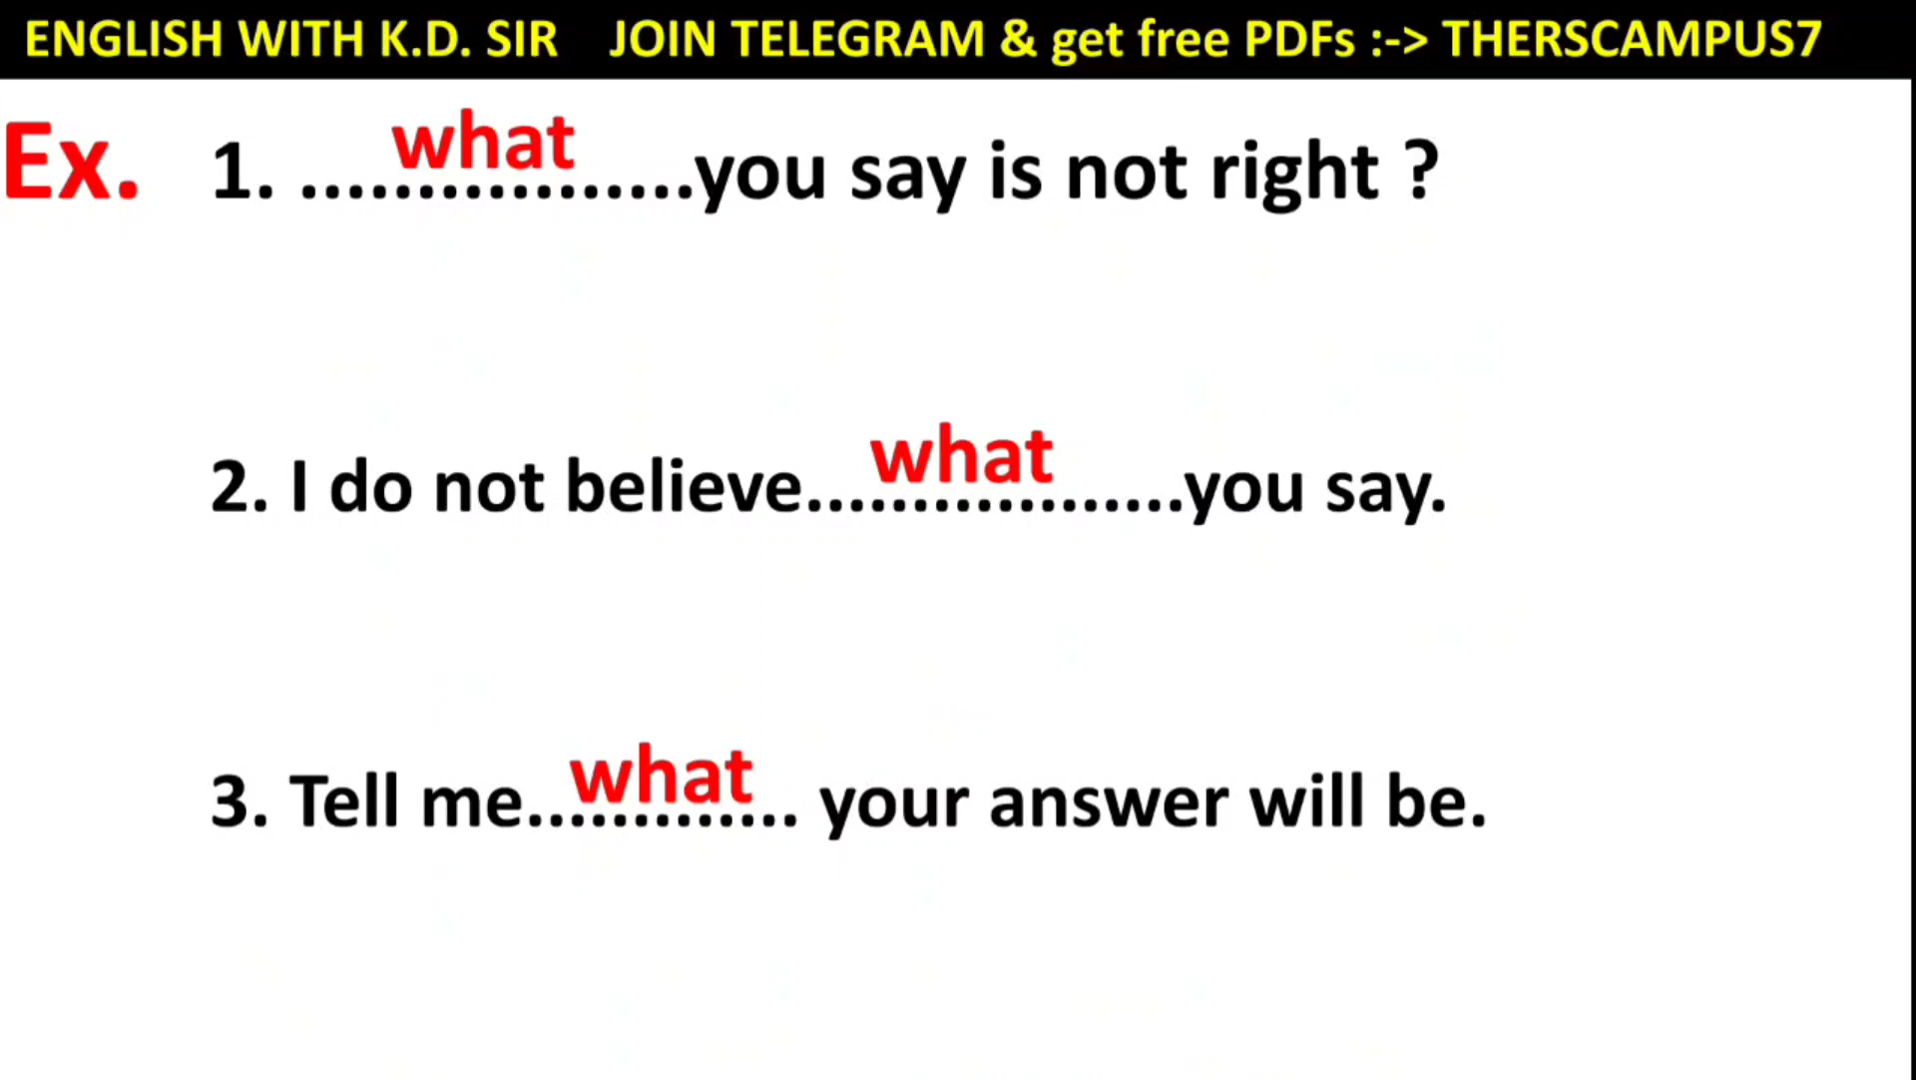 ENGLISH WITH K.D. SIR JOIN TELEGRAM & get free PDFs :-> THERSCAMPUS7
Ex. 1. ................what you say is not right ?
2. I do not believe..................what you say.
3. Tell me.............what your answer will be.